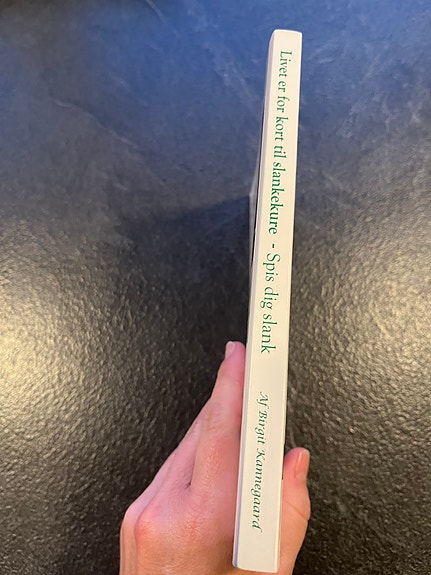 Livet er for kort til slankekure - Spis dig slank
Af Birgit Kannegaard